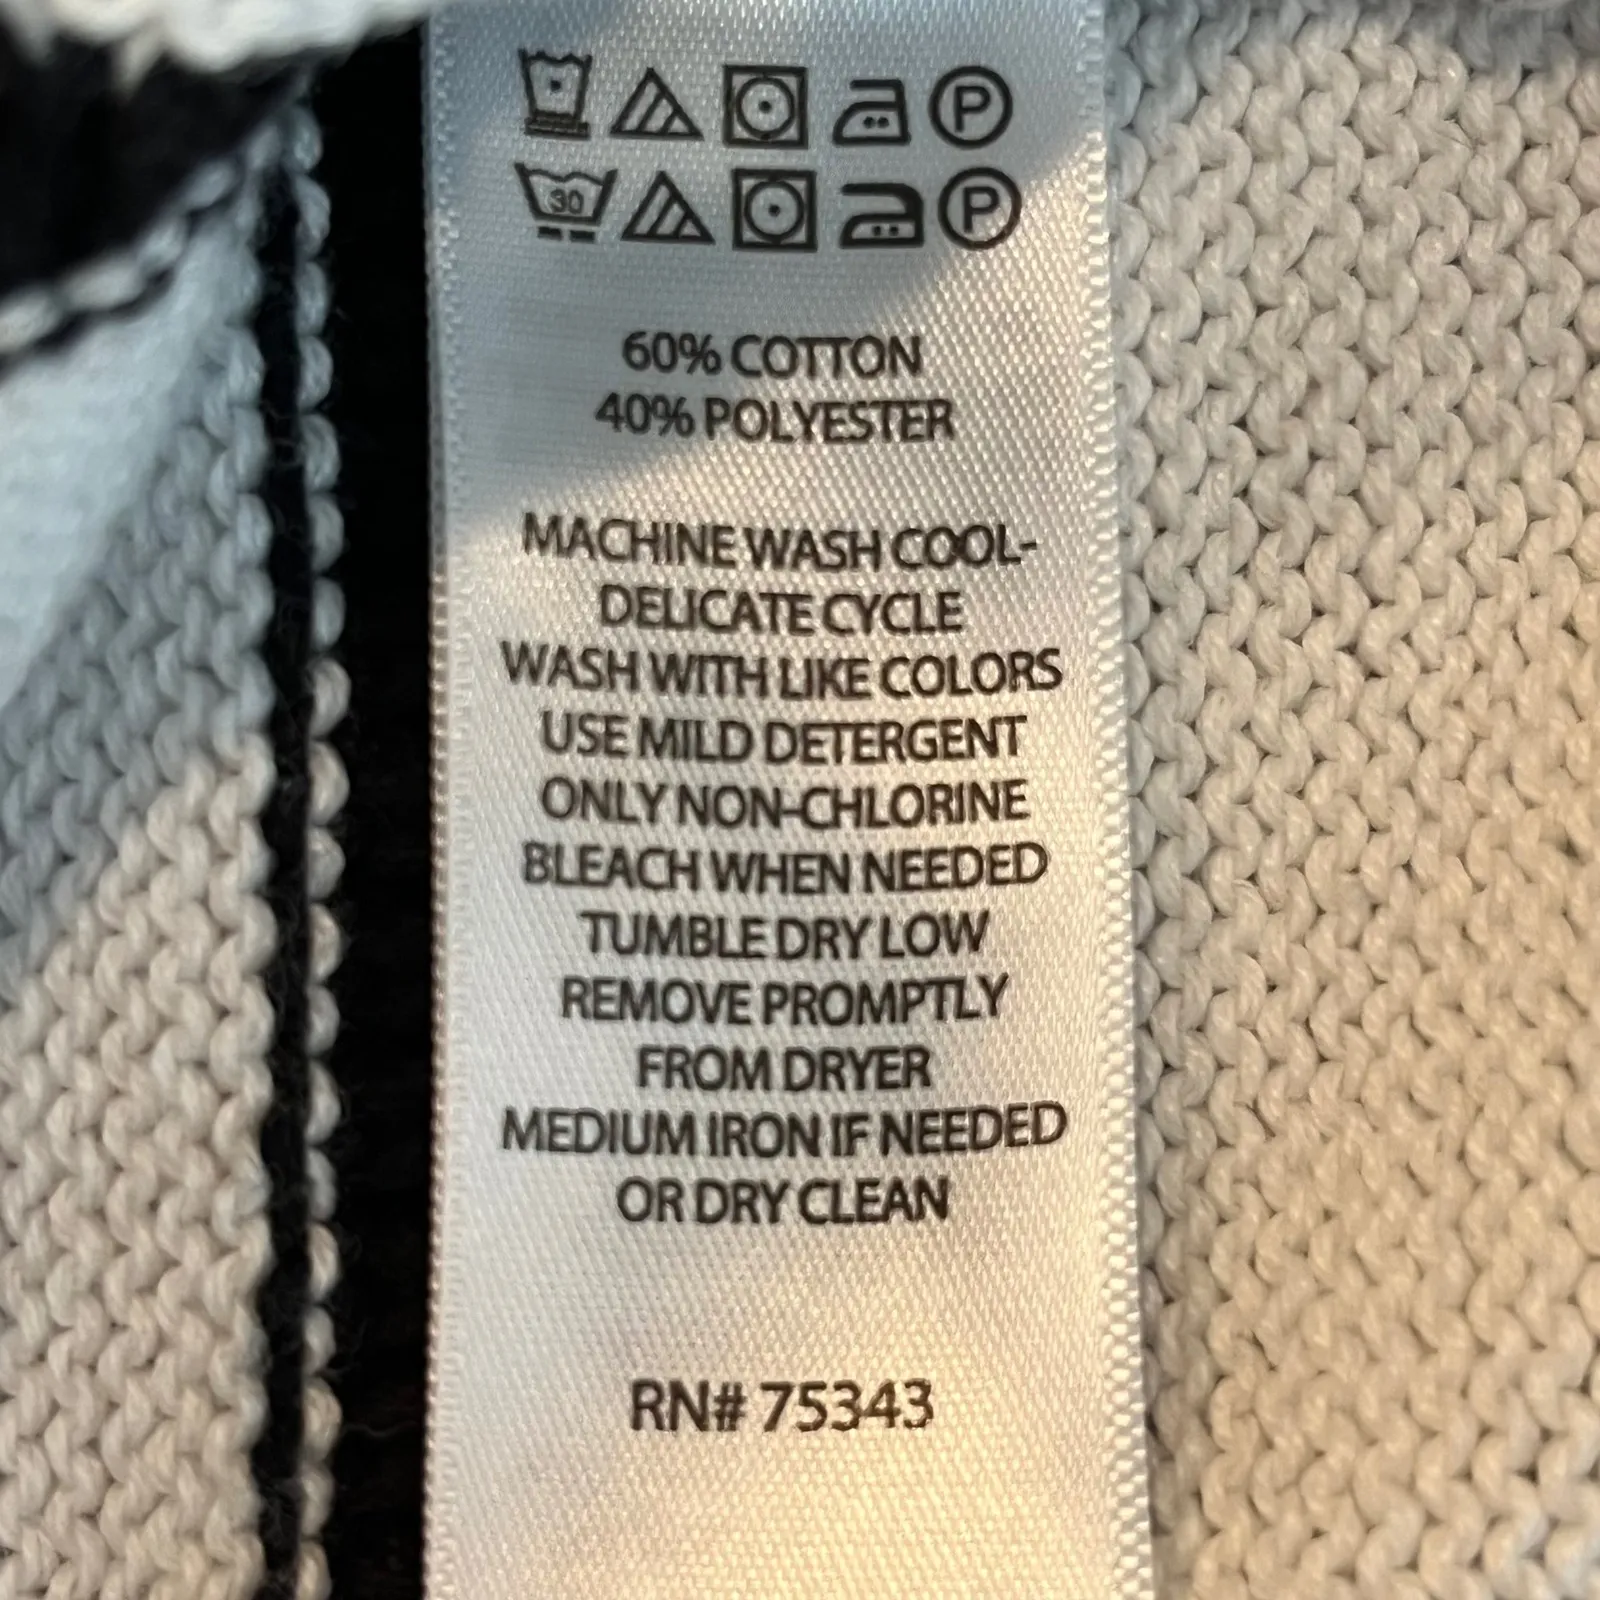 P
30 P
60% COTTON
40% POLYESTER
MACHINE WASH COOL-
DELICATE CYCLE
WASH WITH LIKE COLORS
USE MILD DETERGENT
ONLY NON-CHLORINE
BLEACH WHEN NEEDED
TUMBLE DRY LOW
REMOVE PROMPTLY
FROM DRYER
MEDIUM IRON IF NEEDED
OR DRY CLEAN
RN# 75343